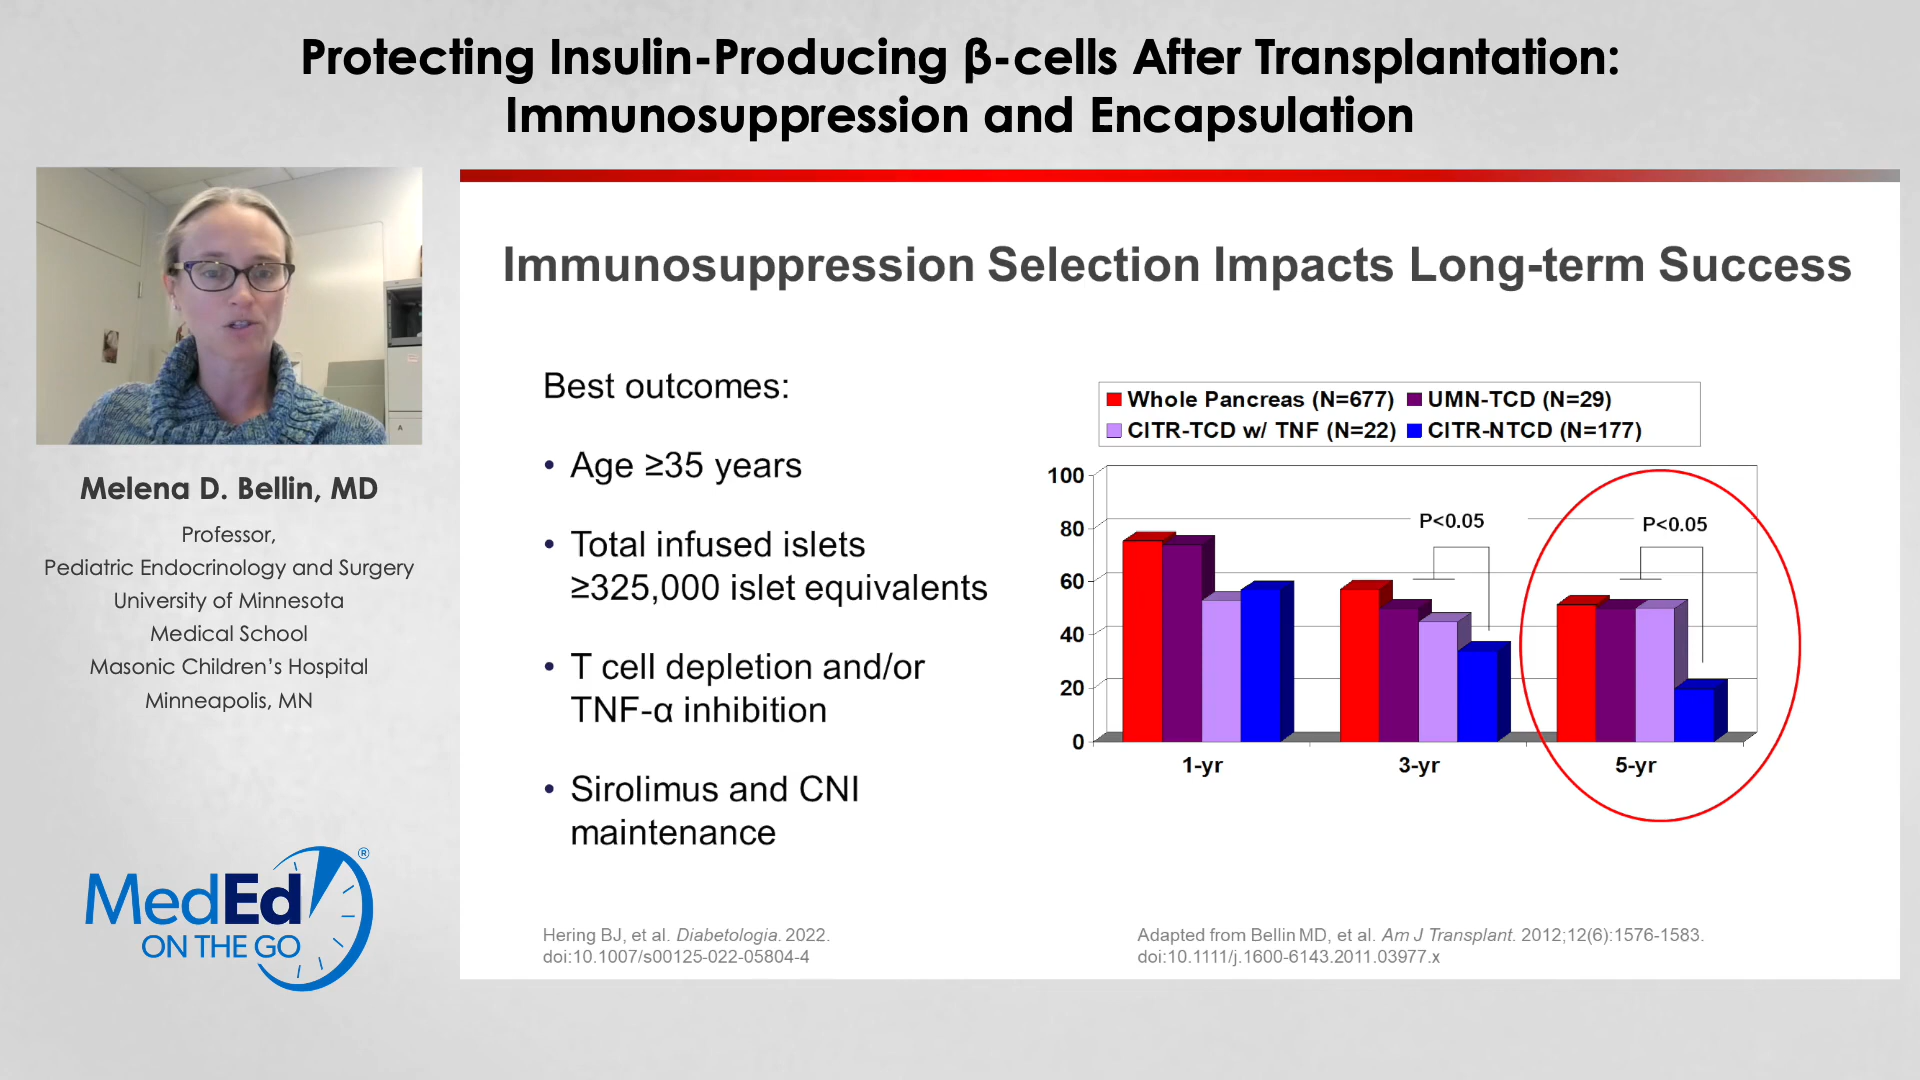 Protecting Insulin-Producing β-cells After Transplantation:
Immunosuppression and Encapsulation
Melena D. Bellin, MD
Professor,
Pediatric Endocrinology and Surgery
University of Minnesota
Medical School
Masonic Children's Hospital
Minneapolis, MN
MedEd®
ON THE GO
Immunosuppression Selection Impacts Long-term Success
Best outcomes:
• Age ≥35 years
• Total infused islets
≥325,000 islet equivalents
• T cell depletion and/or
TNF-α inhibition
• Sirolimus and CNI
maintenance
Whole Pancreas (N=677) UMN-TCD (N=29)
CITR-TCD w/ TNF (N=22) CITR-NTCD (N=177)
100
80
60
40
20
0
P<0.05
P<0.05
1-yr 3-yr 5-yr
Hering BJ, et al. Diabetologia. 2022.
doi:10.1007/s00125-022-05804-4
Adapted from Bellin MD, et al. Am J Transplant. 2012;12(6):1576-1583.
doi:10.1111/j.1600-6143.2011.03977.x